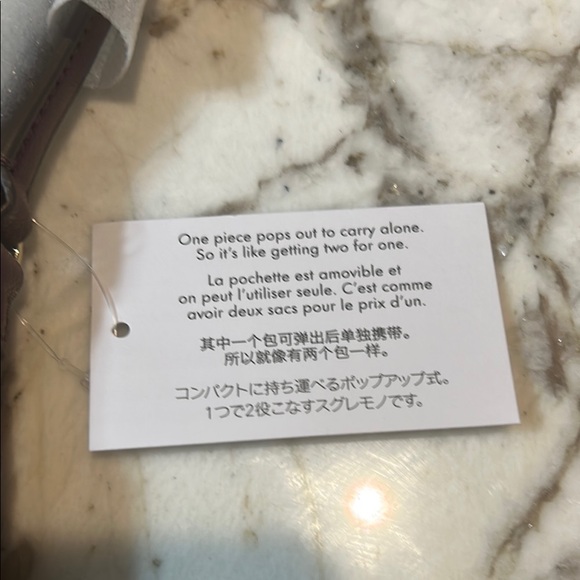 One piece pops out to carry alone.
So it's like getting two for one.
La pochette est amovible et
on peut l'utiliser seule. C'est comme
avoir deux sacs pour le prix d'un.
其中一个包可弹出后单独携带。
所以就像有两个包一样。
コンパクトに持ち運べるポップアップ式。
1つで2役こなすスグレモノです。